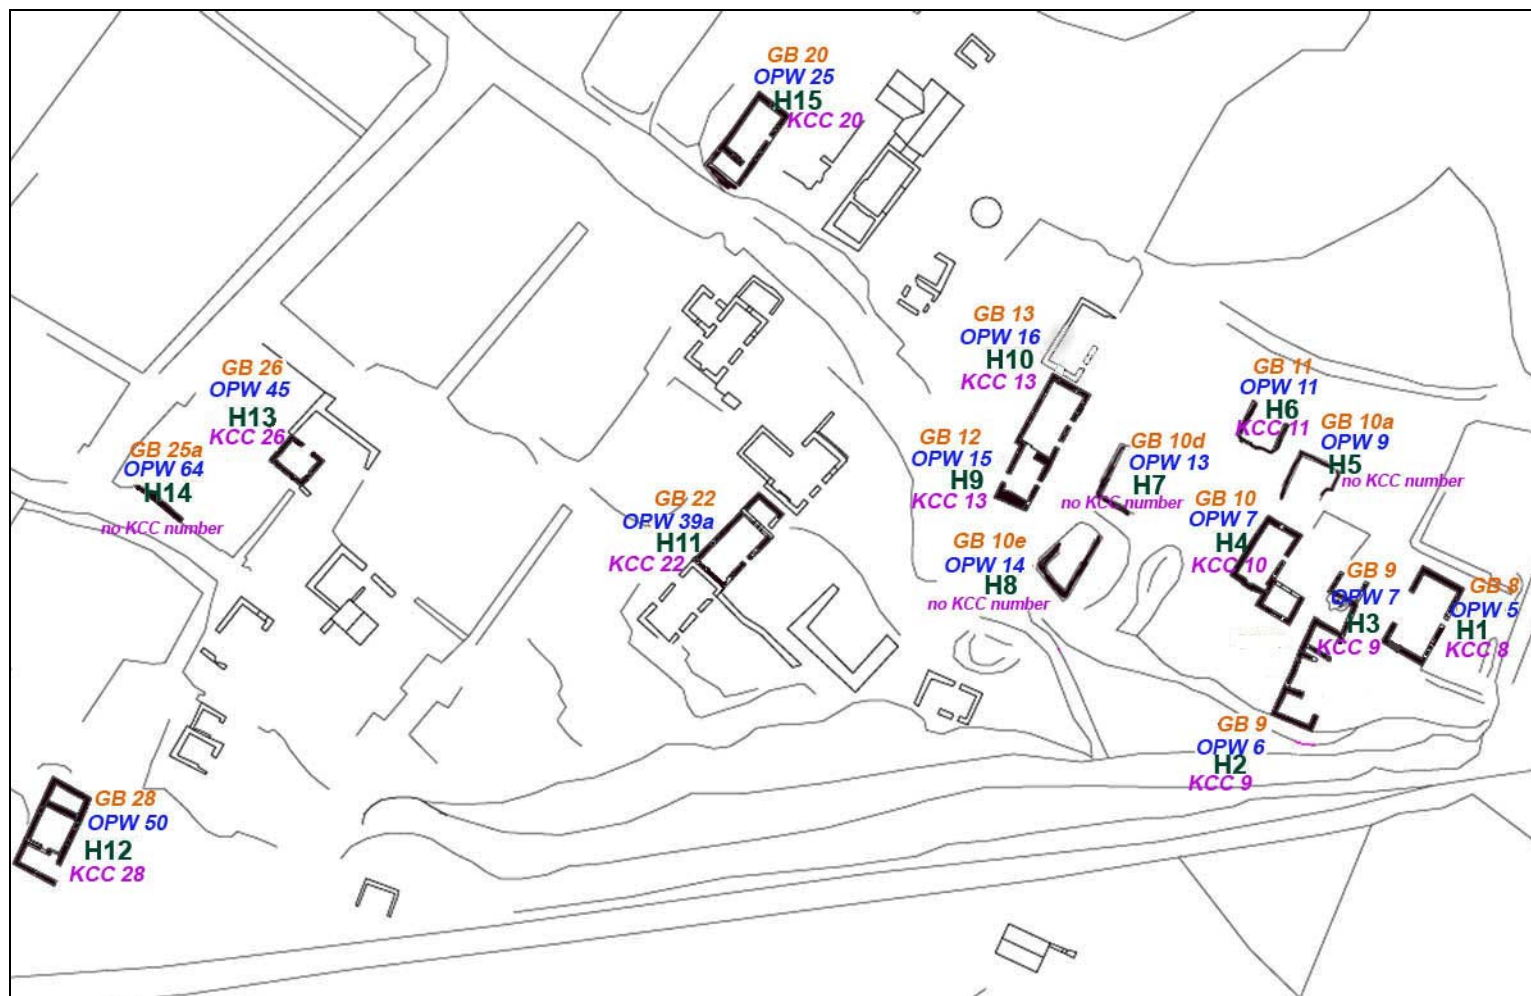 GB 20
OPW 25
H15
KCC 20
GB 13
OPW 16
H10
KCC 13
GB 26
OPW 45
H13
KCC 26
GB 11
OPW 11
H6
KCC 11
GB 10a
OPW 9
H5
no KCC number
GB 25a
OPW 64
H14
no KCC number
GB 12
OPW 15
H9
KCC 13
GB 10d
OPW 13
H7
no KCC number
GB 22
OPW 39a
H11
KCC 22
GB 10
OPW 7
H4
KCC 10
GB 10e
OPW 14
H8
no KCC number
GB 9
OPW 7
H3
KCC 9
GB 8
OPW 5
H1
KCC 8
GB 9
OPW 6
H2
KCC 9
GB 28
OPW 50
H12
KCC 28